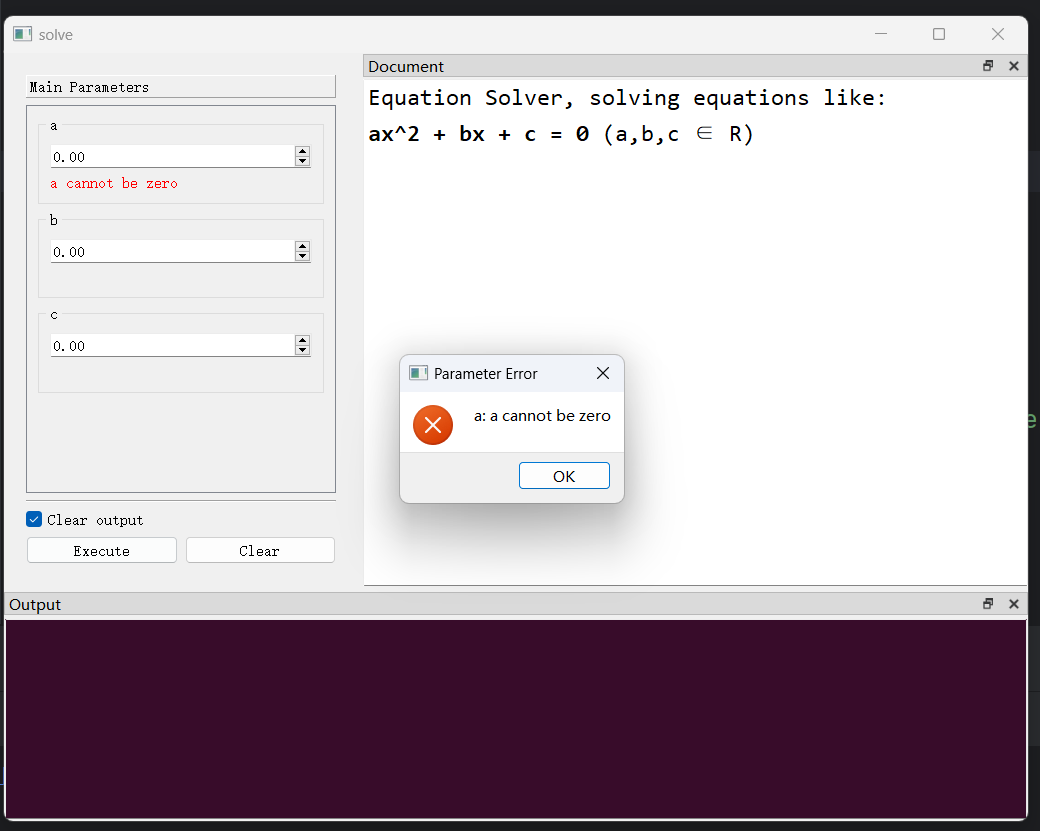 solve
Main Parameters
a
0.00
a cannot be zero
b
0.00
c
0.00
Clear output
Execute
Clear
Document
Equation Solver, solving equations like:
ax^2 + bx + c = 0 (a,b,c ∈ R)
Parameter Error
a: a cannot be zero
OK
Output
e